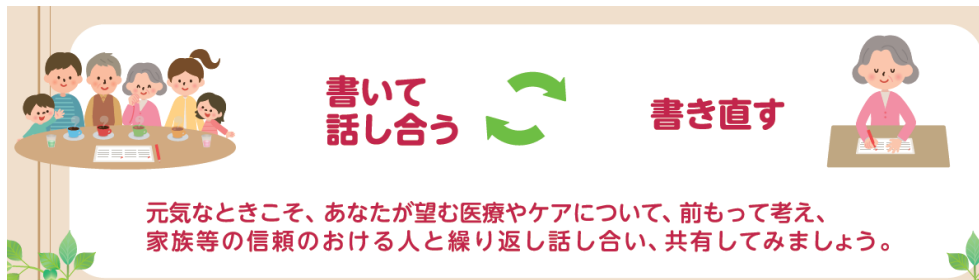 書いて
話し合う
書き直す
元気なときこそ、あなたが望む医療やケアについて、前もって考え、
家族等の信頼のおける人と繰り返し話し合い、共有してみましょう。